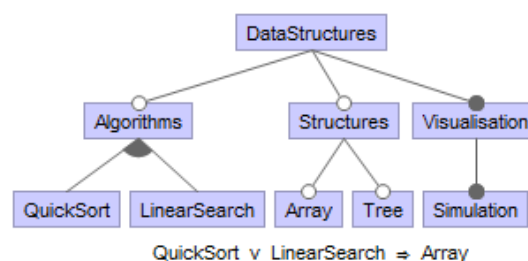 DataStructures
Algorithms Structures Visualisation
QuickSort LinearSearch Array Tree Simulation
QuickSort v LinearSearch ⇒ Array